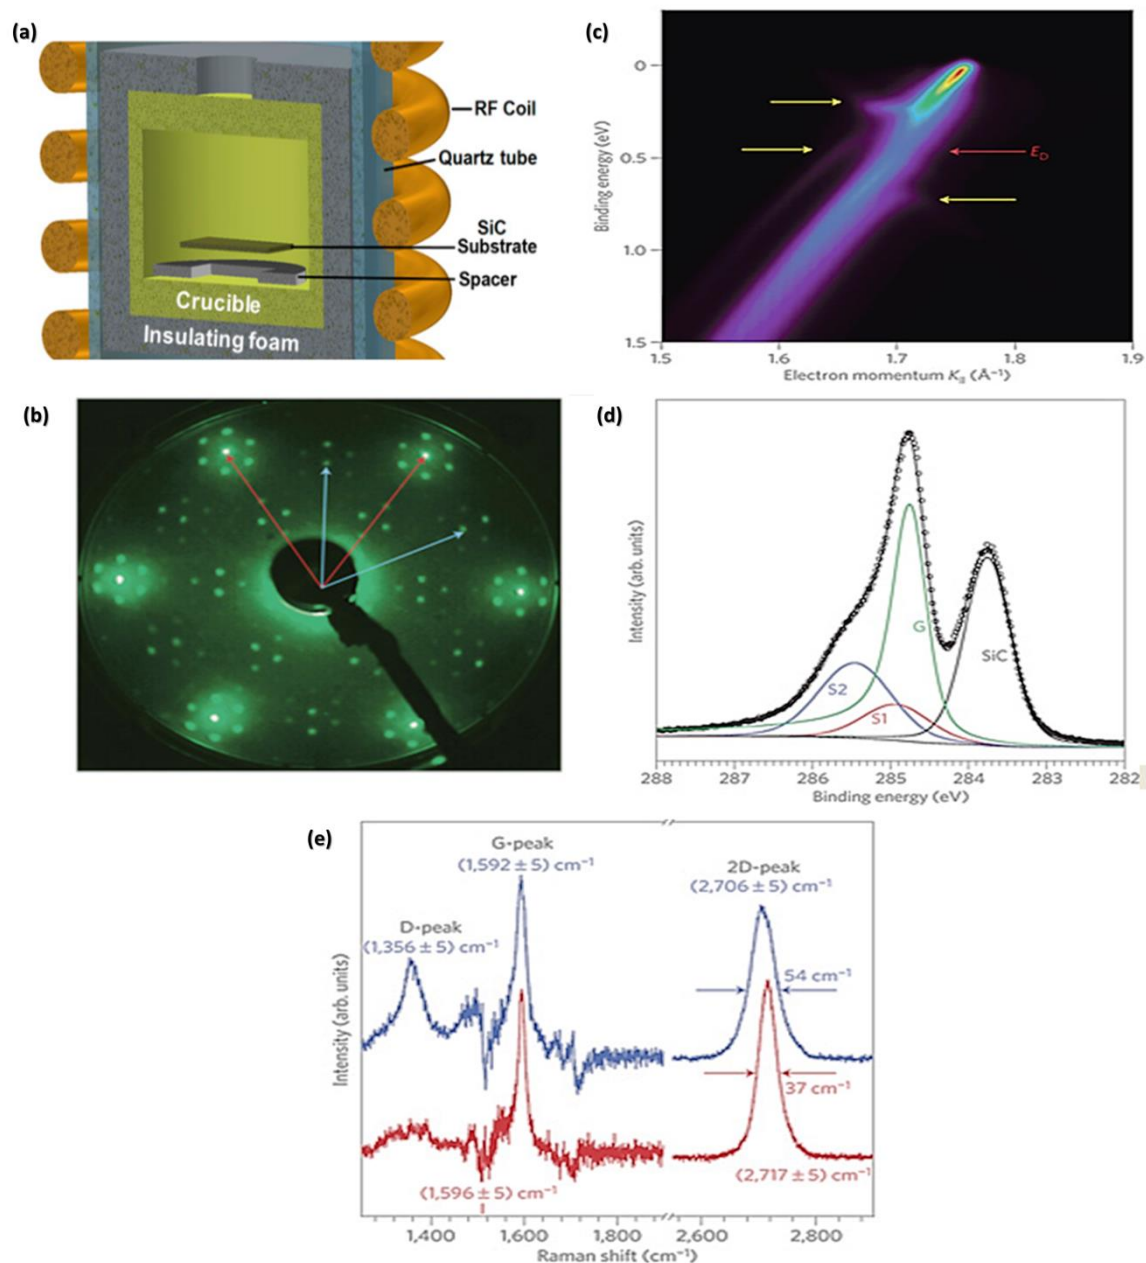 (a)
RF Coil
Quartz tube
SiC
Substrate
Spacer
Crucible
Insulating foam
(b)
(c)
0
0.5
1.0
1.5
Binding energy (eV)
E_D
1.5
1.6
1.7
1.8
1.9
Electron momentum K_∥ (Å⁻¹)
(d)
Intensity (arb. units)
G
SiC
S2
S1
288
287
286
285
284
283
282
Binding energy (eV)
(e)
G-peak
(1,592 ± 5) cm⁻¹
2D-peak
(2,706 ± 5) cm⁻¹
D-peak
(1,356 ± 5) cm⁻¹
54 cm⁻¹
37 cm⁻¹
(1,596 ± 5) cm⁻¹
(2,717 ± 5) cm⁻¹
Intensity (arb. units)
1,400
1,600
1,800
2,600
2,800
Raman shift (cm⁻¹)